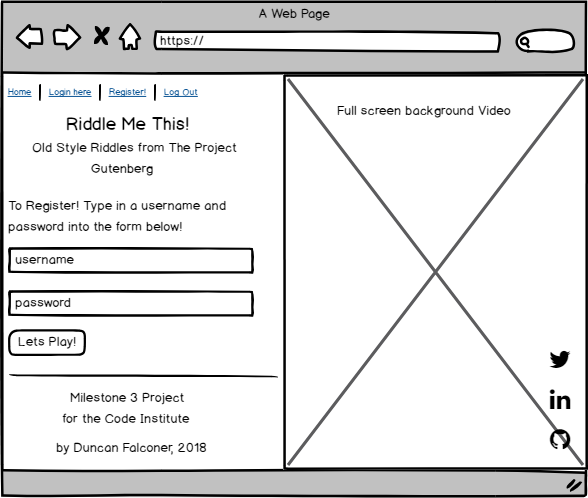 A Web Page
https://
Home Login here Register! Log Out
Riddle Me This!
Old Style Riddles from The Project
Gutenberg
To Register! Type in a username and
password into the form below!
username
password
Lets Play!
Milestone 3 Project
for the Code Institute
by Duncan Falconer, 2018
Full screen background Video
in